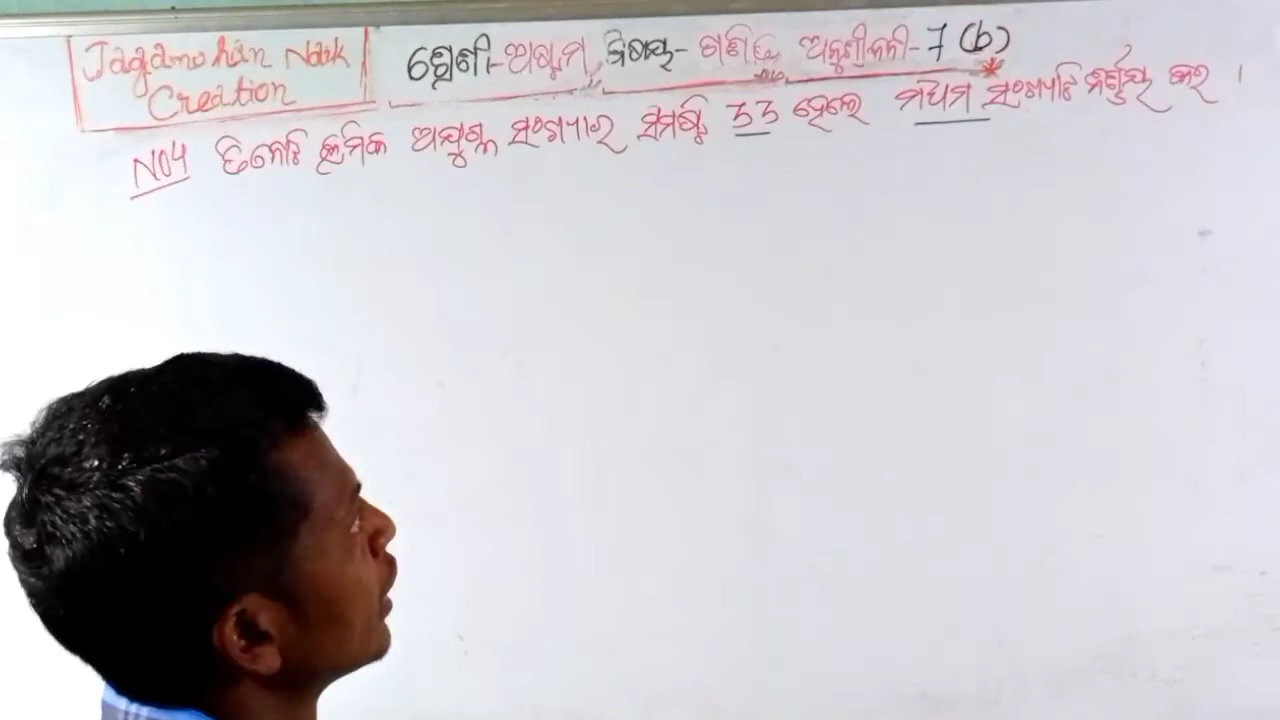 Jagamohan Naik
Creation
ଶ୍ରେଣୀ-ଅଷ୍ଟମ ବିଷୟ- ଗଣିତ ଅନୁଶୀଳନୀ-7 (b)
NO4 ତିନୋଟି କ୍ରମିକ ଅଯୁଗ୍ମ ସଂଖ୍ୟାର ସମଷ୍ଟି 33 ହେଲେ ମଧ୍ୟମ ସଂଖ୍ୟାଟି ନିର୍ଣ୍ଣୟ କର ।